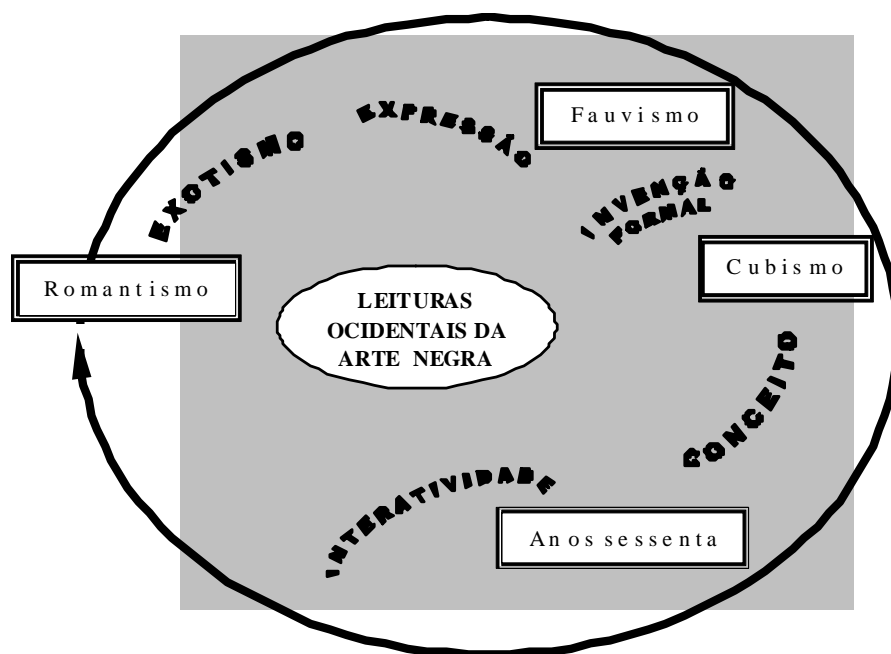 EXPRESSÃO
Fauvismo
EXOTISMO
INVENÇÃO
FORMAL
Romantismo
Cubismo
LEITURAS
OCIDENTAIS DA
ARTE NEGRA
CONCEITO
INTERATIVIDADE
Anos sessenta